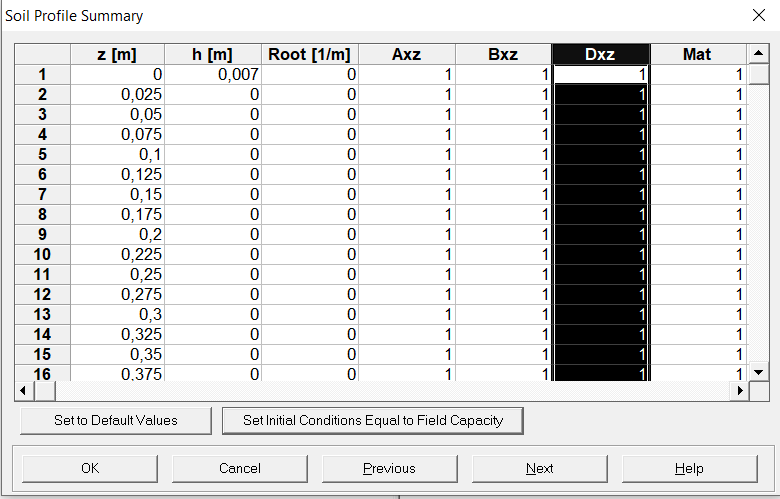 Soil Profile Summary
z [m] h [m] Root [1/m] Axz Bxz Dxz Mat
1 0 0,007 0 1 1 1 1
2 0,025 0 0 1 1 1 1
3 0,05 0 0 1 1 1 1
4 0,075 0 0 1 1 1 1
5 0,1 0 0 1 1 1 1
6 0,125 0 0 1 1 1 1
7 0,15 0 0 1 1 1 1
8 0,175 0 0 1 1 1 1
9 0,2 0 0 1 1 1 1
10 0,225 0 0 1 1 1 1
11 0,25 0 0 1 1 1 1
12 0,275 0 0 1 1 1 1
13 0,3 0 0 1 1 1 1
14 0,325 0 0 1 1 1 1
15 0,35 0 0 1 1 1 1
16 0,375 0 0 1 1 1 1
Set to Default Values Set Initial Conditions Equal to Field Capacity
OK Cancel Previous Next Help